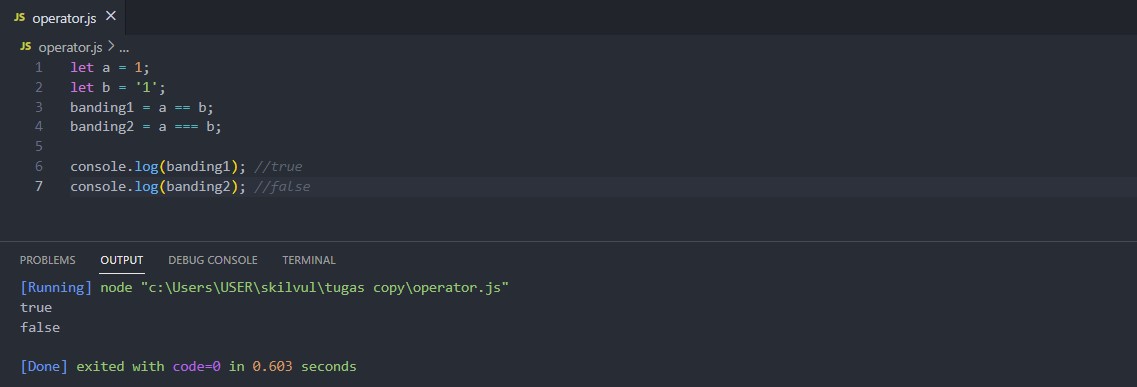 JS operator.js ×
JS operator.js > ...
1 let a = 1;
2 let b = '1';
3 banding1 = a == b;
4 banding2 = a === b;
5
6 console.log(banding1); //true
7 console.log(banding2); //false
PROBLEMS OUTPUT DEBUG CONSOLE TERMINAL
[Running] node "c:\Users\USER\skilvul\tugas copy\operator.js"
true
false
[Done] exited with code=0 in 0.603 seconds